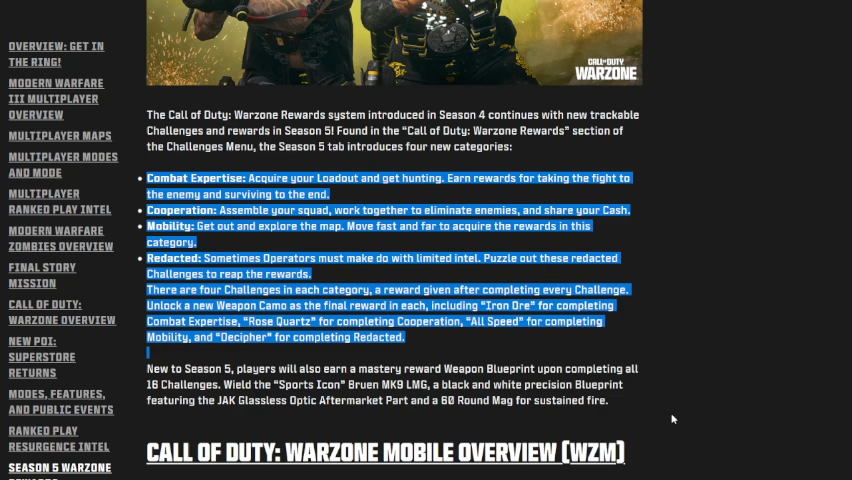 CALL OF DUTY
WARZONE
OVERVIEW: GET IN
THE RING!
MODERN WARFARE
III MULTIPLAYER
OVERVIEW
MULTIPLAYER MAPS
MULTIPLAYER MODES
AND MODE
MULTIPLAYER
RANKED PLAY INTEL
MODERN WARFARE
ZOMBIES OVERVIEW
FINAL STORY
MISSION
CALL OF DUTY:
WARZONE OVERVIEW
NEW POI:
SUPERSTORE
RETURNS
MODES, FEATURES,
AND PUBLIC EVENTS
RANKED PLAY
RESURGENCE INTEL
SEASON 5 WARZONE
REWARDS
The Call of Duty: Warzone Rewards system introduced in Season 4 continues with new trackable
Challenges and rewards in Season 5! Found in the “Call of Duty: Warzone Rewards” section of
the Challenges Menu, the Season 5 tab introduces four new categories:
• Combat Expertise: Acquire your Loadout and get hunting. Earn rewards for taking the fight to
the enemy and surviving to the end.
• Cooperation: Assemble your squad, work together to eliminate enemies, and share your Cash.
• Mobility: Get out and explore the map. Move fast and far to acquire the rewards in this
category.
• Redacted: Sometimes Operators must make do with limited intel. Puzzle out these redacted
Challenges to reap the rewards.
There are four Challenges in each category, a reward given after completing every Challenge.
Unlock a new Weapon Camo as the final reward in each, including “Iron Ore” for completing
Combat Expertise, “Rose Quartz” for completing Cooperation, “All Speed” for completing
Mobility, and “Decipher” for completing Redacted.
New to Season 5, players will also earn a mastery reward Weapon Blueprint upon completing all
16 Challenges. Wield the “Sports Icon” Bruen MK9 LMG, a black and white precision Blueprint
featuring the JAK Glassless Optic Aftermarket Part and a 60 Round Mag for sustained fire.
CALL OF DUTY: WARZONE MOBILE OVERVIEW (WZM)